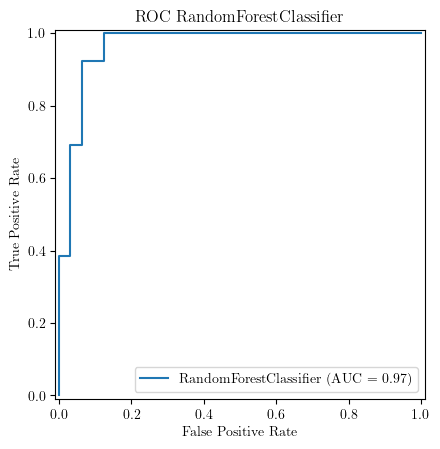 ROC RandomForestClassifier
1.0
0.8
0.6
0.4
0.2
0.0
True Positive Rate
RandomForestClassifier (AUC = 0.97)
0.0 0.2 0.4 0.6 0.8 1.0
False Positive Rate